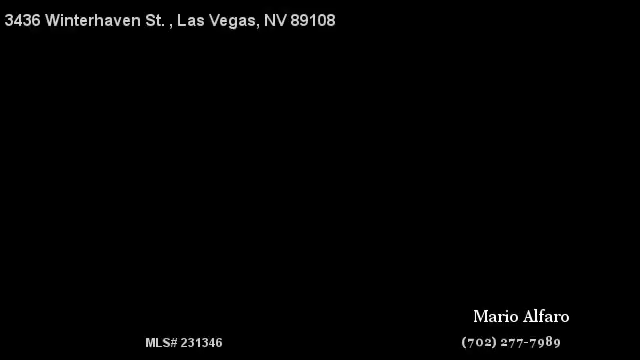 3436 Winterhaven St. , Las Vegas, NV 89108
Mario Alfaro
MLS# 231346
(702) 277-7989